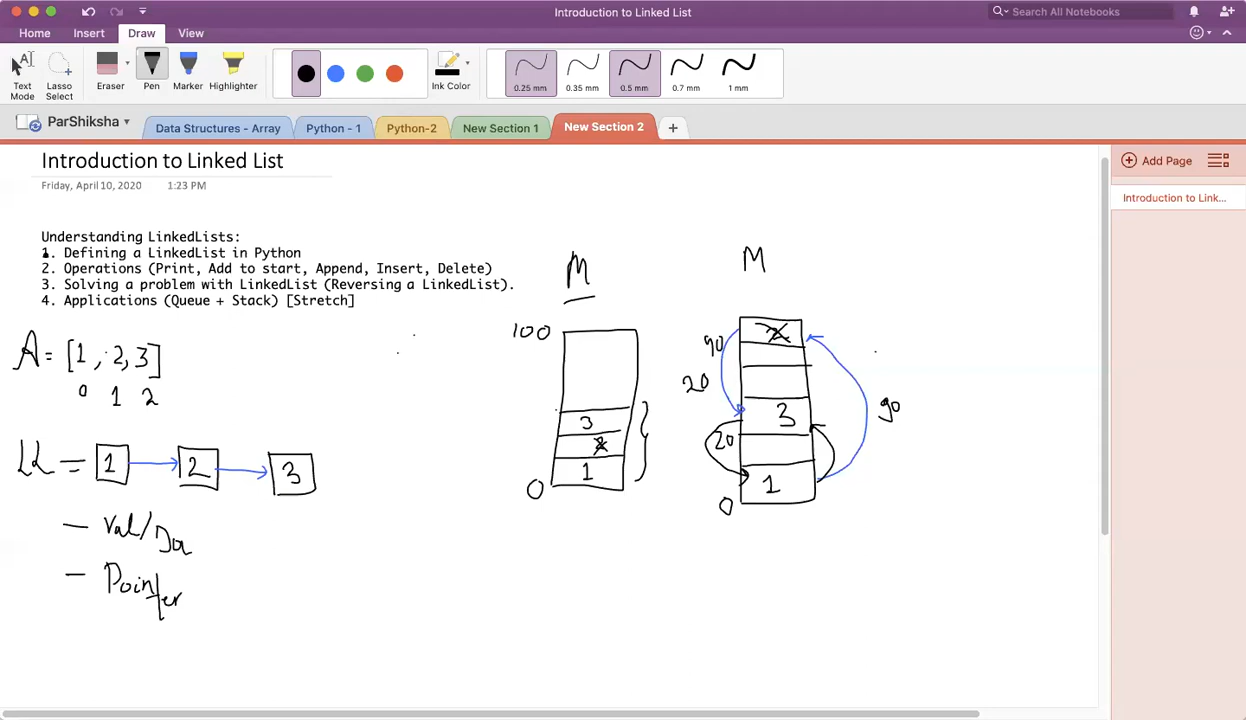 Introduction to Linked List
Search All Notebooks
Home Insert Draw View
Text Mode
Lasso Select
Eraser
Pen
Marker
Highlighter
Ink Color
0.25 mm
0.35 mm
0.5 mm
0.7 mm
1 mm
ParShiksha
Data Structures - Array
Python - 1
Python-2
New Section 1
New Section 2
Add Page
Introduction to Link...
Introduction to Linked List
Friday, April 10, 2020 1:23 PM
Understanding LinkedLists:
1. Defining a LinkedList in Python
2. Operations (Print, Add to start, Append, Insert, Delete)
3. Solving a problem with LinkedList (Reversing a LinkedList).
4. Applications (Queue + Stack) [Stretch]
A = [1, 2, 3]
0 1 2
LL = 1 2 3
— Val/Da
— Pointer
M
100
3
2
1
0
M
90
2
20
3
20
1
0
90